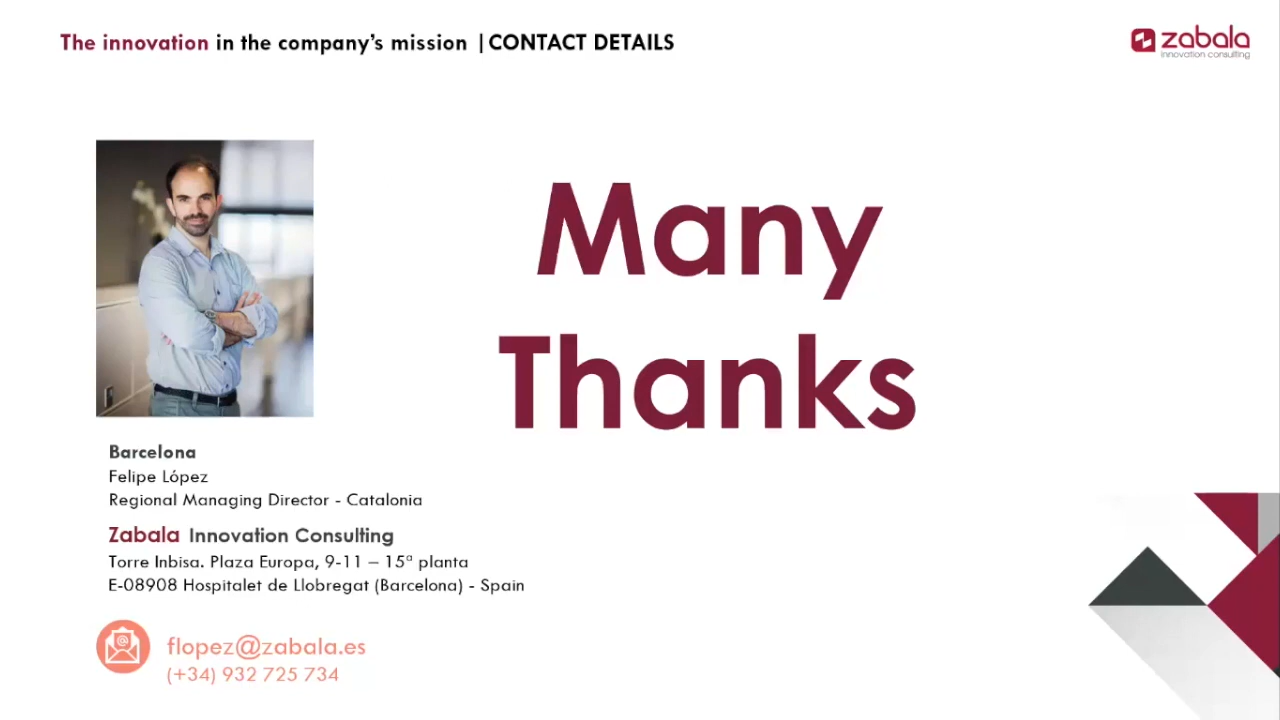 The innovation in the company’s mission |CONTACT DETAILS
zabala
innovation consulting
Many
Thanks
Barcelona
Felipe López
Regional Managing Director - Catalonia
Zabala Innovation Consulting
Torre Inbisa. Plaza Europa, 9-11 – 15ª planta
E-08908 Hospitalet de Llobregat (Barcelona) - Spain
flopez@zabala.es
(+34) 932 725 734